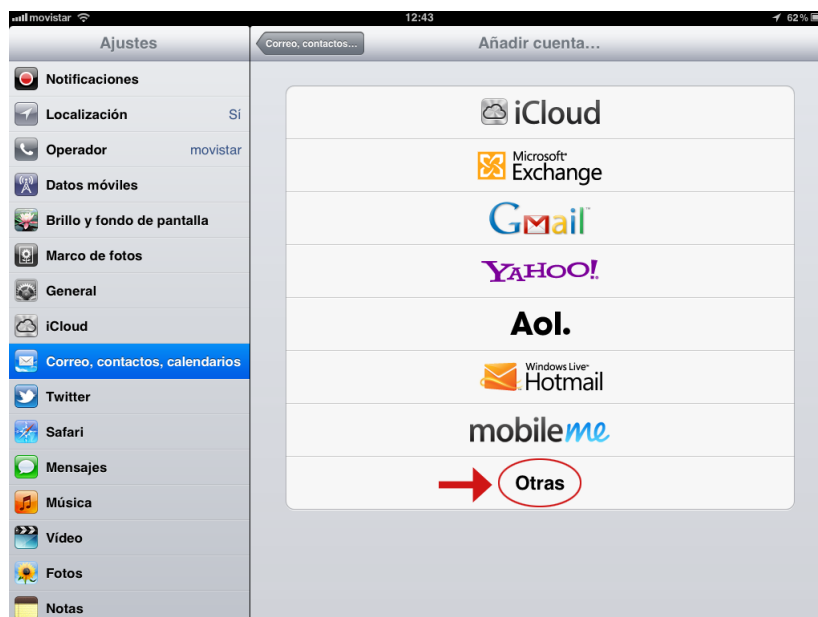 movistar
12:43
62%
Ajustes
Notificaciones
Localización Sí
Operador movistar
Datos móviles
Brillo y fondo de pantalla
Marco de fotos
General
iCloud
Correo, contactos, calendarios
Twitter
Safari
Mensajes
Música
Vídeo
Fotos
Notas
Correo, contactos...
Añadir cuenta...
iCloud
Microsoft
Exchange
Gmail
YAHOO!
Aol.
Windows Live
Hotmail
mobileme
Otras